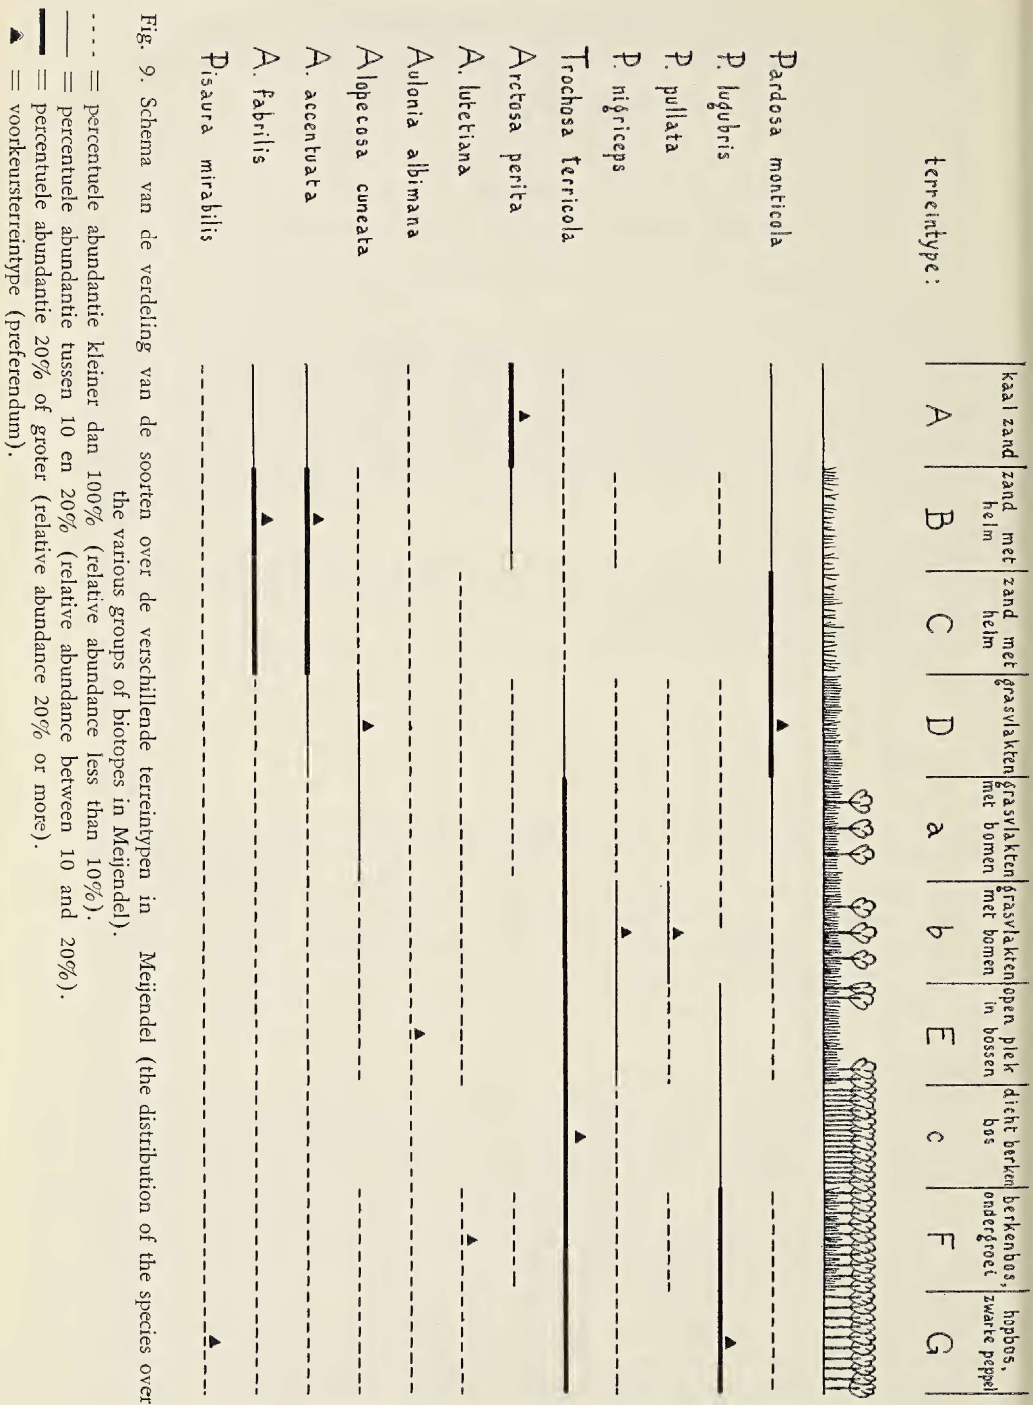 kaal zand
zand met helm
zand met helm
grasvlakten
grasvlakten met bomen
grasvlakten met bomen
open plek in bossen
dicht berken bos
berkenbos, ondergroei
hopbos, zwarte peppel
terreintype: A B C D a b E c F G
Pardosa monticola
P. lugubris
P. pullata
P. nigriceps
Trochosa terricola
Arctosa perita
A. lutetiana
Aulonia albimana
Alopecosa cuneata
A. accentuata
A. fabrilis
Pisaura mirabilis
Fig. 9. Schema van de verdeling van de soorten over de verschillende terreintypen in Meijendel (the distribution of the species over
the various groups of biotopes in Meijendel).
---- = percentuele abundantie kleiner dan 100% (relative abundance less than 10%).
— = percentuele abundantie tussen 10 en 20% (relative abundance between 10 and 20%).
— = percentuele abundantie 20% of groter (relative abundance 20% or more).
▲ = voorkeursterreintype (preferendum).